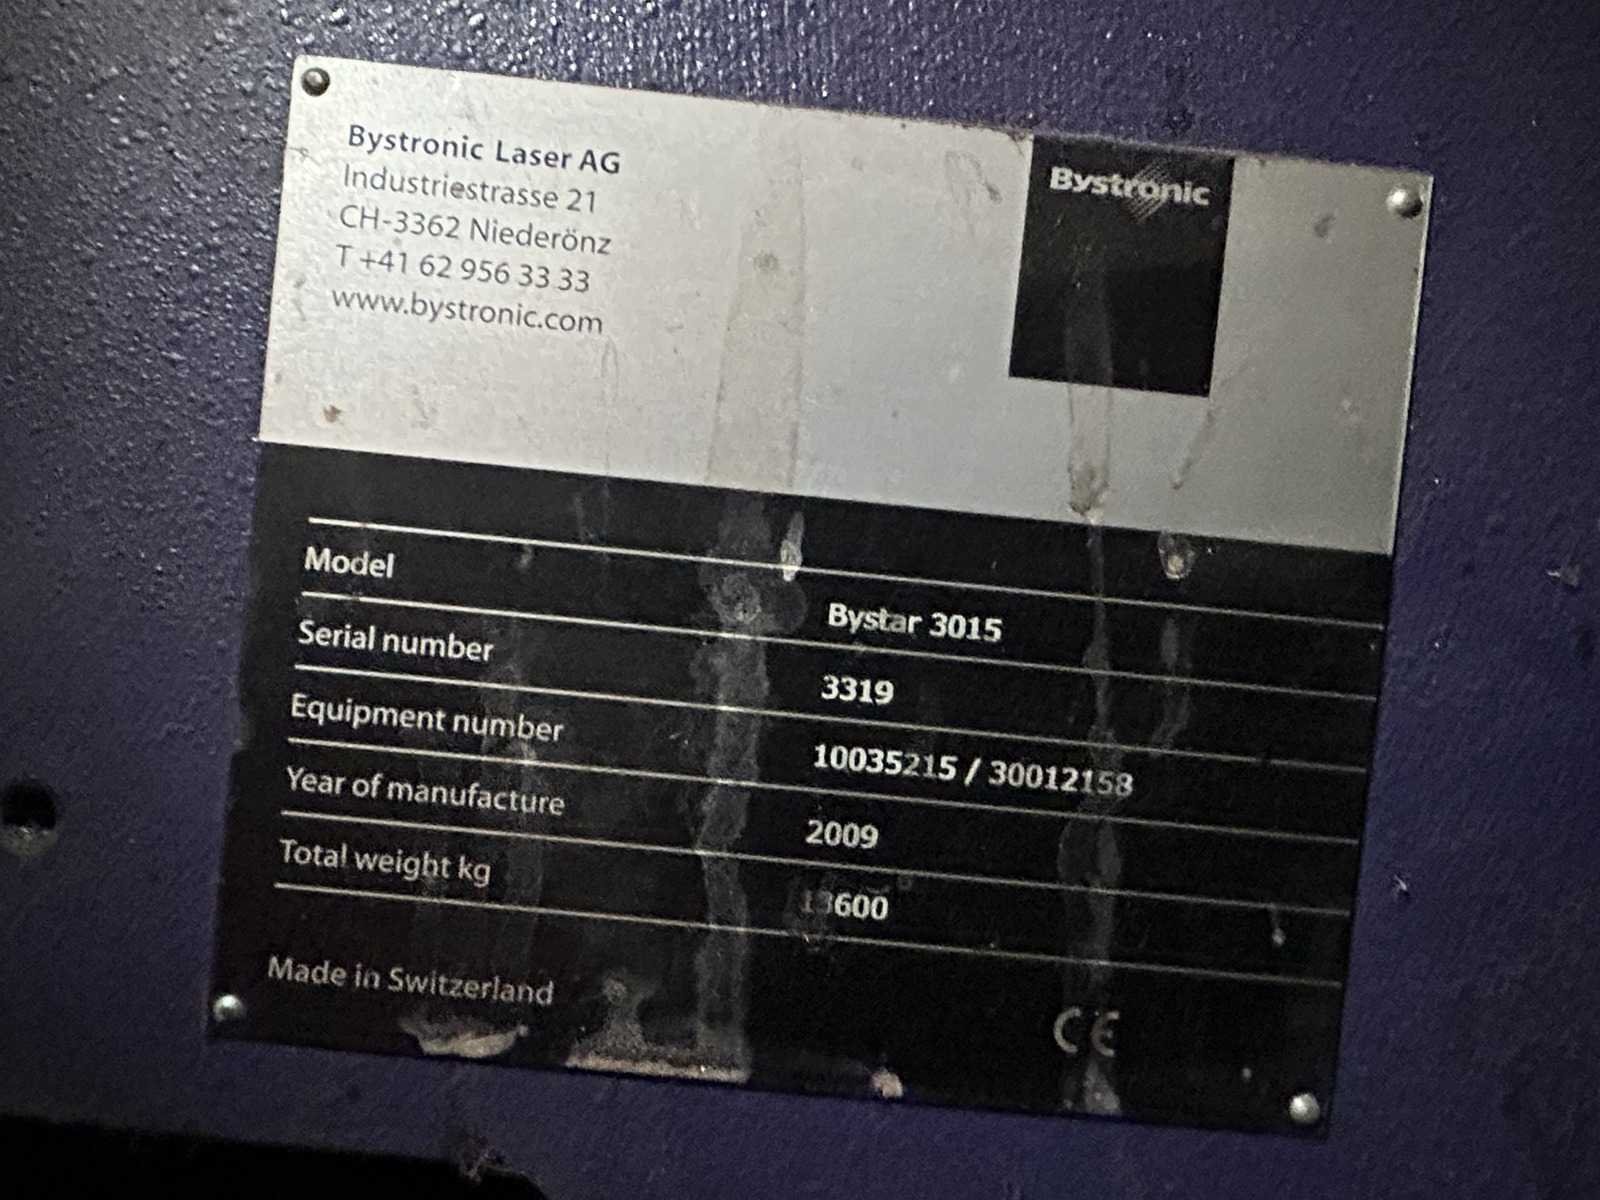 Bystronic Laser AG
Industriestrasse 21
CH-3362 Niederönz
T +41 62 956 33 33
www.bystronic.com
Bystronic
Model Bystar 3015
Serial number 3319
Equipment number 10035215 / 30012158
Year of manufacture 2009
Total weight kg
Made in Switzerland
CE